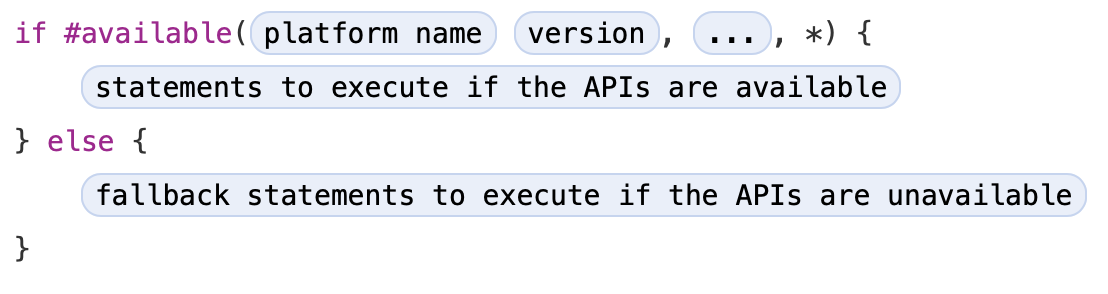 if #available(platform name version, ..., *) {
statements to execute if the APIs are available
} else {
fallback statements to execute if the APIs are unavailable
}